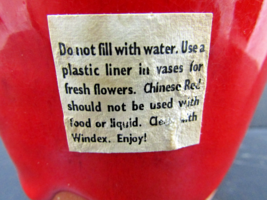 Do not fill with water. Use a
plastic liner in vases for
fresh flowers. Chinese Red
should not be used with
food or liquid. Clean with
Windex. Enjoy!